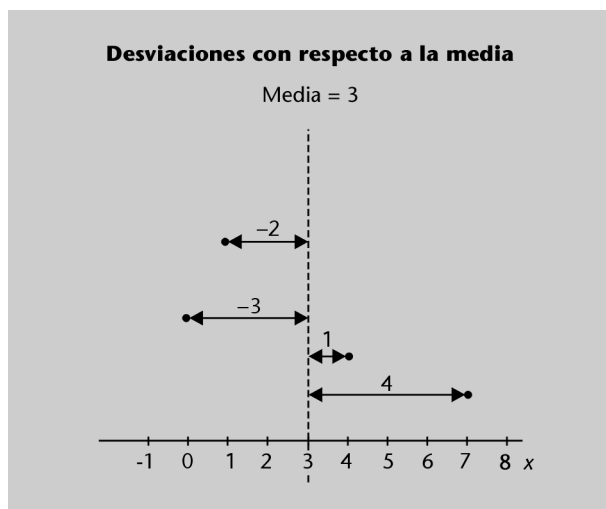 Desviaciones con respecto a la media
Media = 3
−2
−3
1
4
-1 0 1 2 3 4 5 6 7 8 x